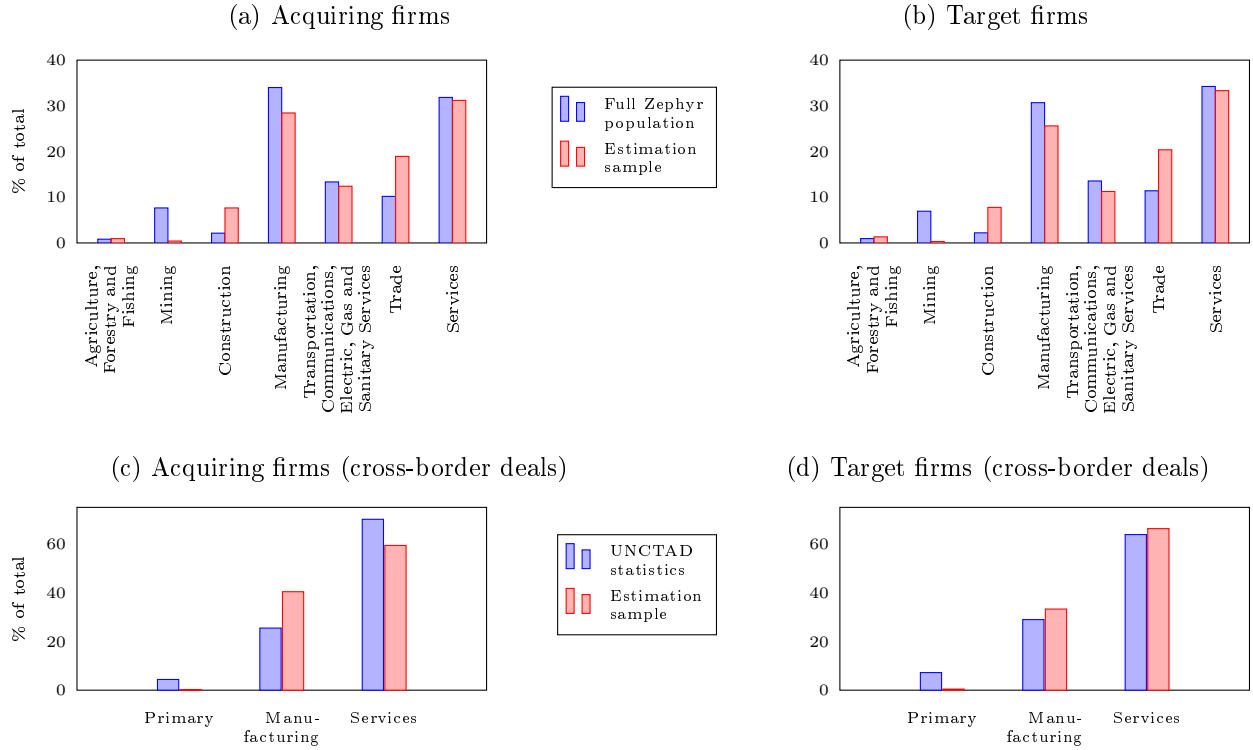 (a) Acquiring firms
% of total
40
30
20
10
0
Agriculture,
Forestry and
Fishing
Mining
Construction
Manufacturing
Transportation,
Communications,
Electric, Gas and
Sanitary Services
Trade
Services
Full Zephyr
population
Estimation
sample
(b) Target firms
40
30
20
10
0
Agriculture,
Forestry and
Fishing
Mining
Construction
Manufacturing
Transportation,
Communications,
Electric, Gas and
Sanitary Services
Trade
Services
(c) Acquiring firms (cross-border deals)
% of total
60
40
20
0
Primary
Manu-
facturing
Services
UNCTAD
statistics
Estimation
sample
(d) Target firms (cross-border deals)
60
40
20
0
Primary
Manu-
facturing
Services